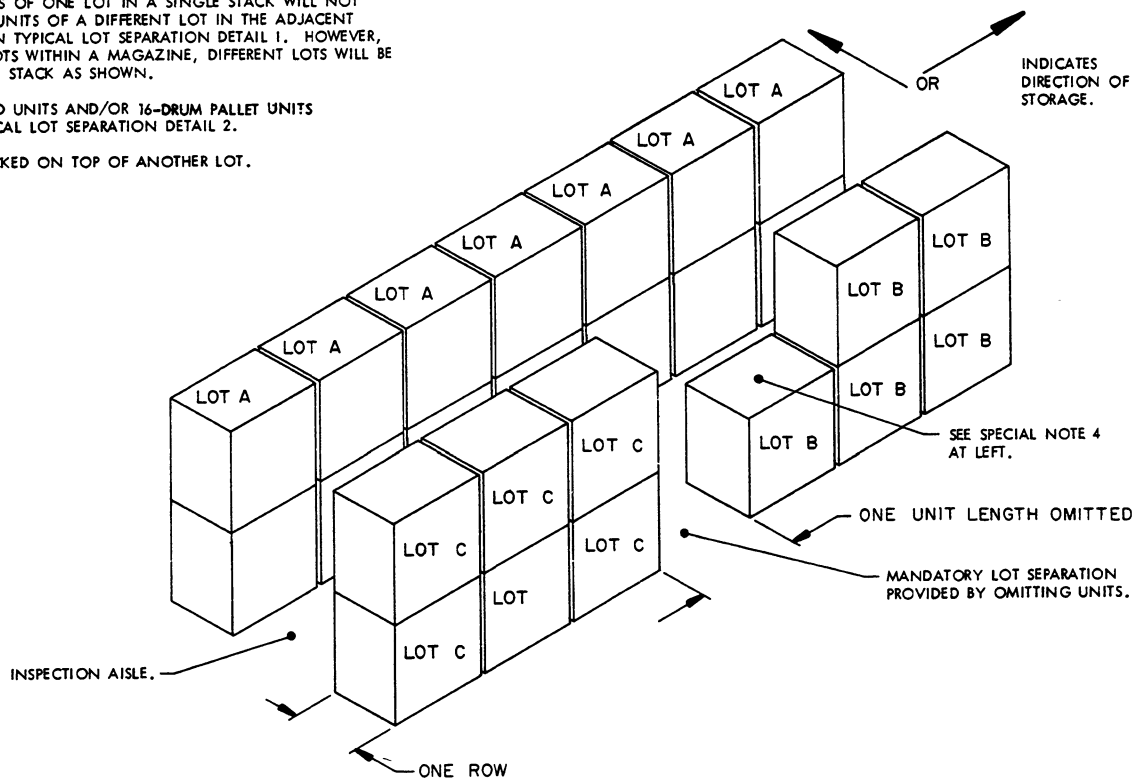 S OF ONE LOT IN A SINGLE STACK WILL NOT
UNITS OF A DIFFERENT LOT IN THE ADJACENT
N TYPICAL LOT SEPARATION DETAIL 1. HOWEVER,
OTS WITHIN A MAGAZINE, DIFFERENT LOTS WILL BE
STACK AS SHOWN.
D UNITS AND/OR 16-DRUM PALLET UNITS
CAL LOT SEPARATION DETAIL 2.
KED ON TOP OF ANOTHER LOT.
OR
INDICATES
DIRECTION OF
STORAGE.
LOT A
LOT A
LOT A
LOT A
LOT A
LOT A
LOT A
LOT B
LOT B
LOT B
LOT B
LOT B
SEE SPECIAL NOTE 4
AT LEFT.
LOT C
LOT C
LOT C
LOT C
LOT
LOT C
ONE UNIT LENGTH OMITTED
MANDATORY LOT SEPARATION
PROVIDED BY OMITTING UNITS.
INSPECTION AISLE.
ONE ROW